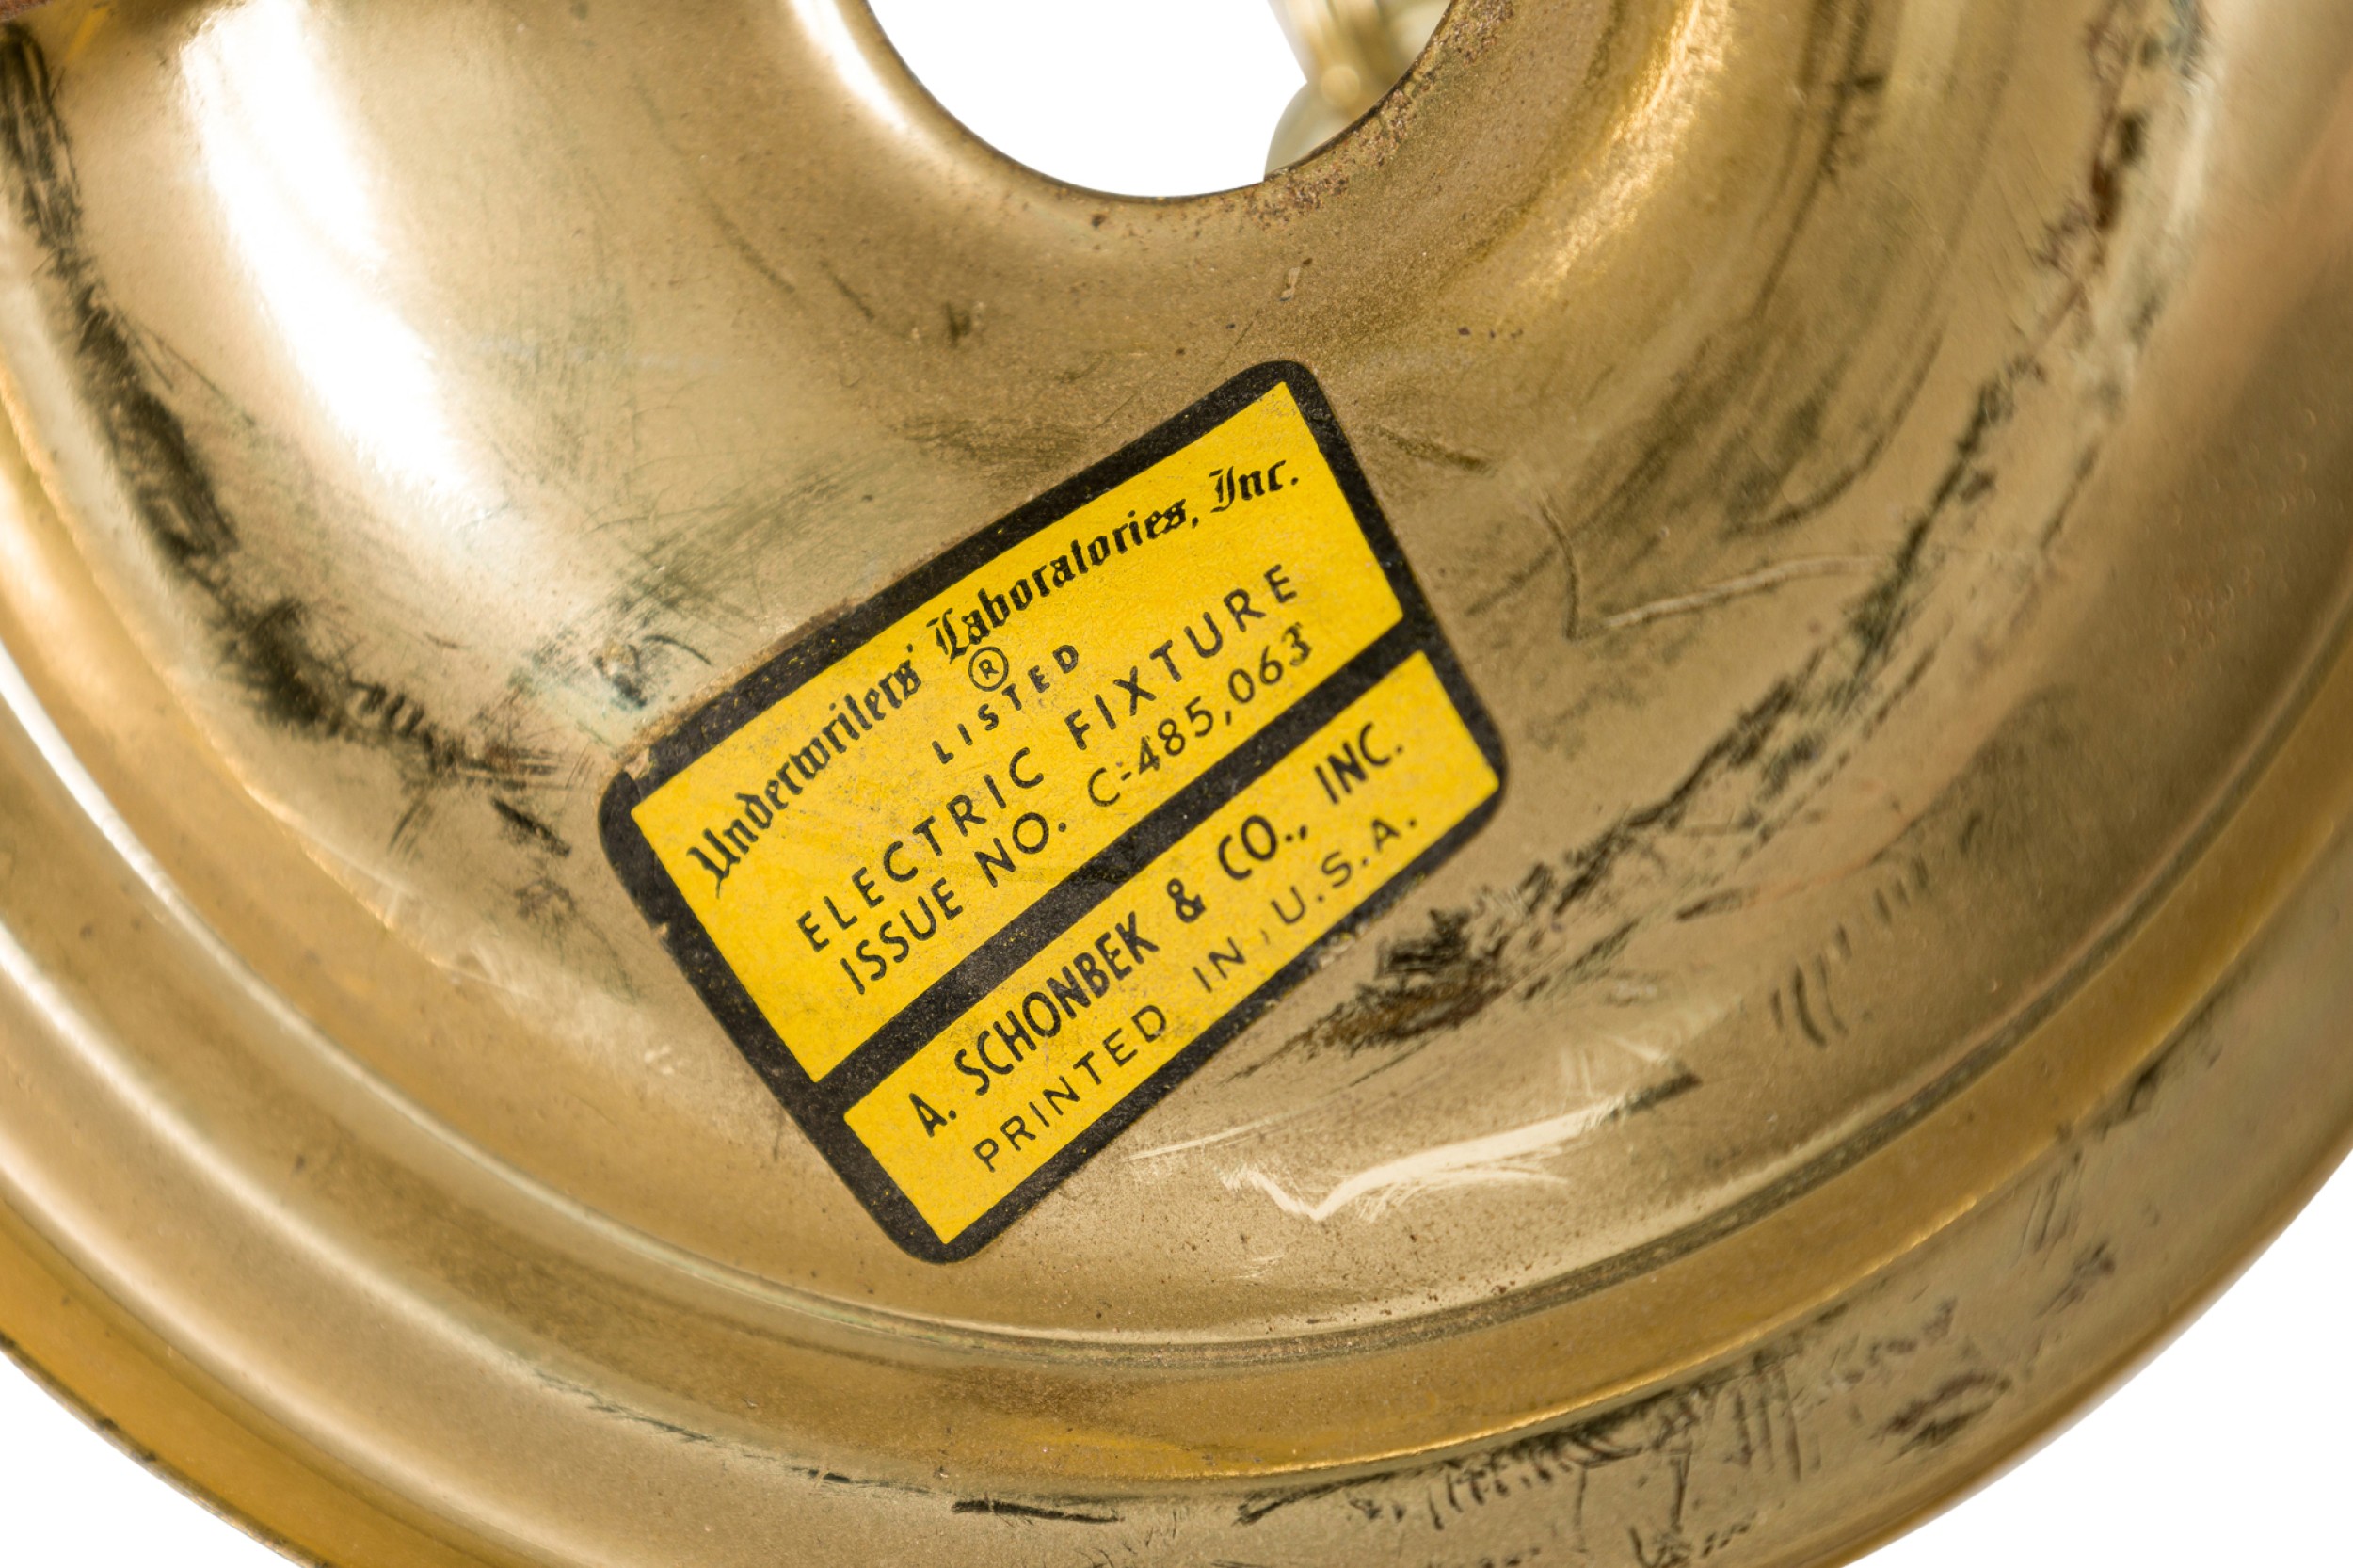 Underwriters' Laboratories, Inc.
®
LISTED
ELECTRIC FIXTURE
ISSUE NO. C-485,063
A. SCHONBEK & CO., INC.
PRINTED IN U.S.A.